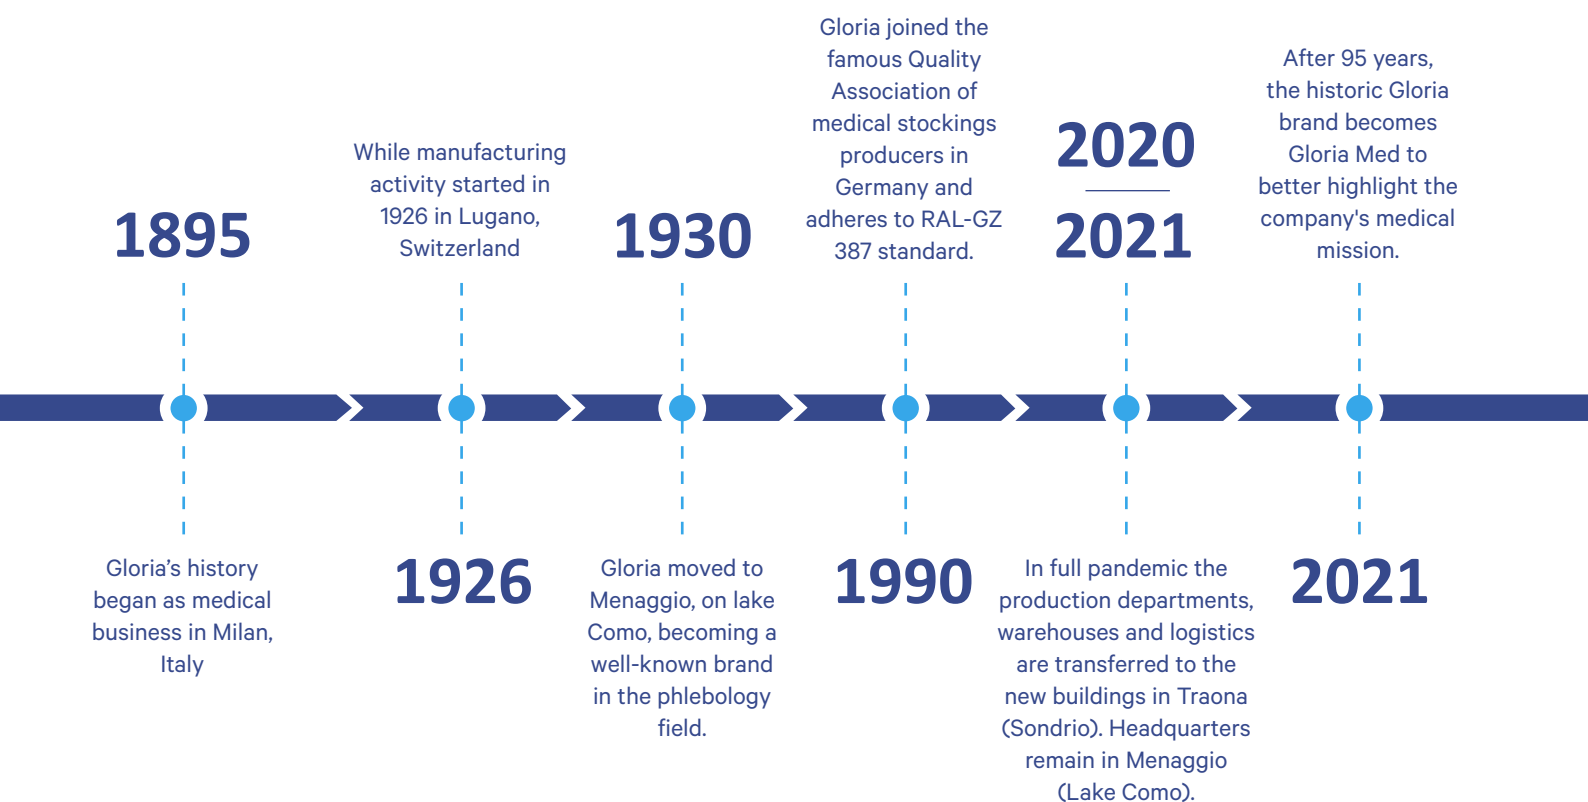 1895
Gloria’s history
began as medical
business in Milan,
Italy
While manufacturing
activity started in
1926 in Lugano,
Switzerland
1926
1930
Gloria moved to
Menaggio, on lake
Como, becoming a
well-known brand
in the phlebology
field.
Gloria joined the
famous Quality
Association of
medical stockings
producers in
Germany and
adheres to RAL-GZ
387 standard.
1990
2020
2021
In full pandemic the
production departments,
warehouses and logistics
are transferred to the
new buildings in Traona
(Sondrio). Headquarters
remain in Menaggio
(Lake Como).
After 95 years,
the historic Gloria
brand becomes
Gloria Med to
better highlight the
company's medical
mission.
2021